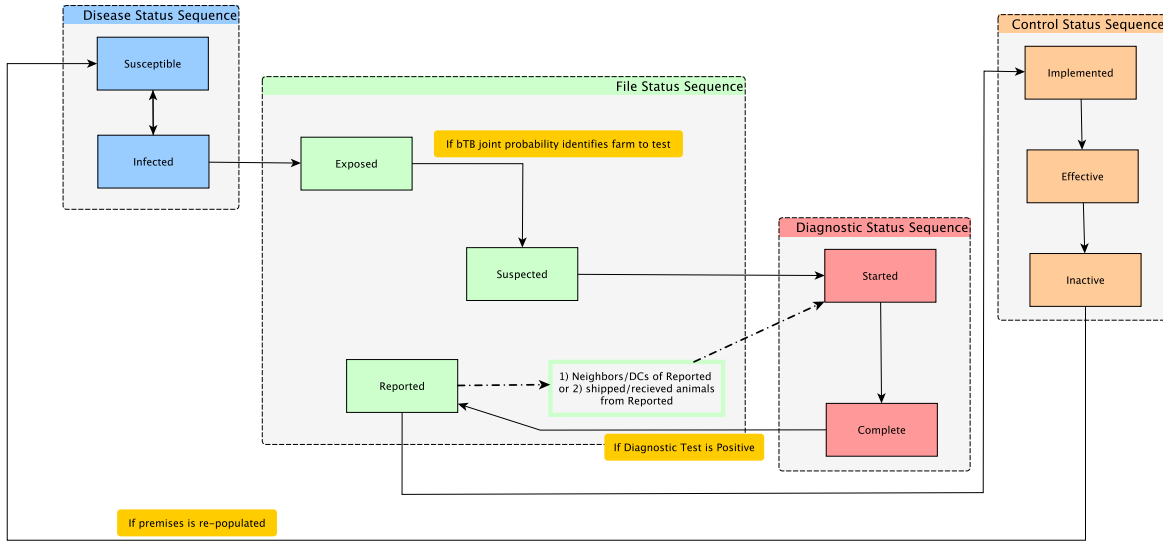 Disease Status Sequence
Susceptible
Infected
File Status Sequence
If bTB joint probability identifies farm to test
Exposed
Suspected
Reported
1) Neighbors/DCs of Reported
or 2) shipped/recieved animals
from Reported
If Diagnostic Test is Positive
Diagnostic Status Sequence
Started
Complete
Control Status Sequence
Implemented
Effective
Inactive
If premises is re-populated